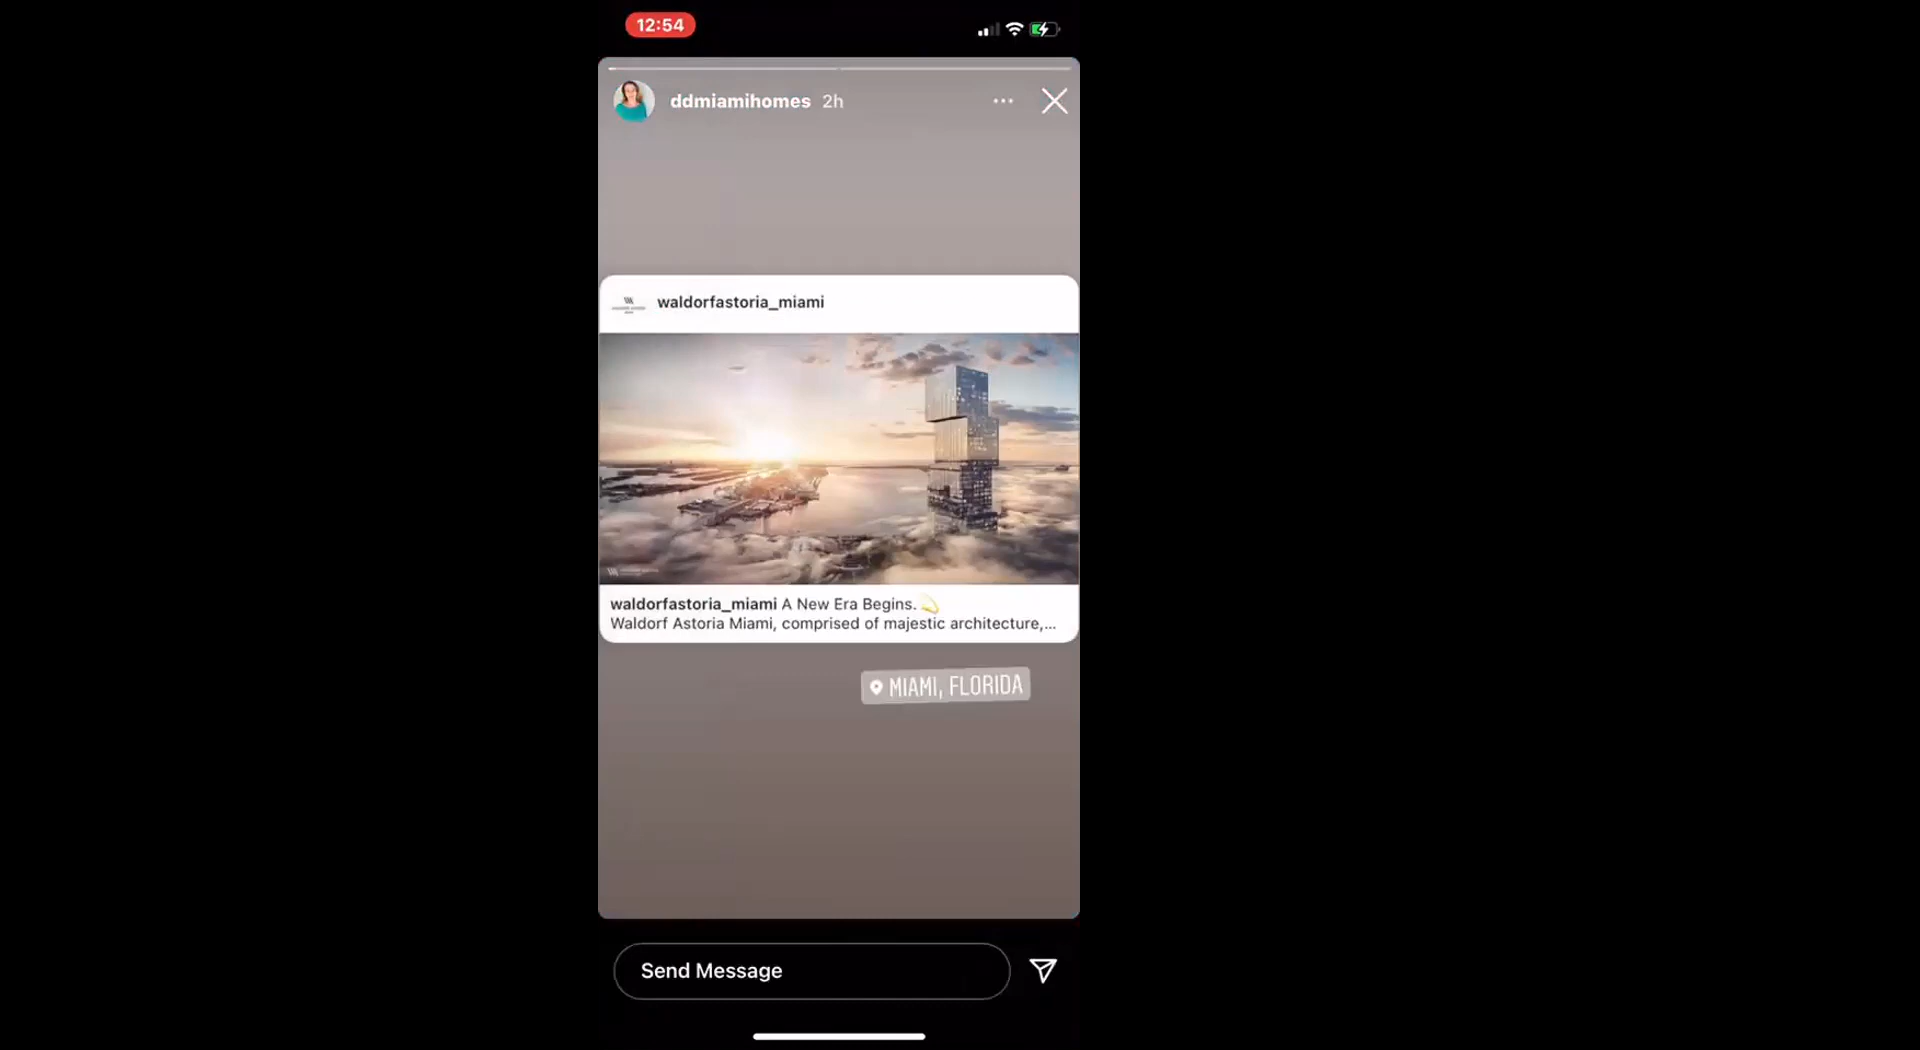 12:54
ddmiamihomes 2h
waldorfastoria_miami
waldorfastoria_miami A New Era Begins. 💫
Waldorf Astoria Miami, comprised of majestic architecture,...
MIAMI, FLORIDA
Send Message